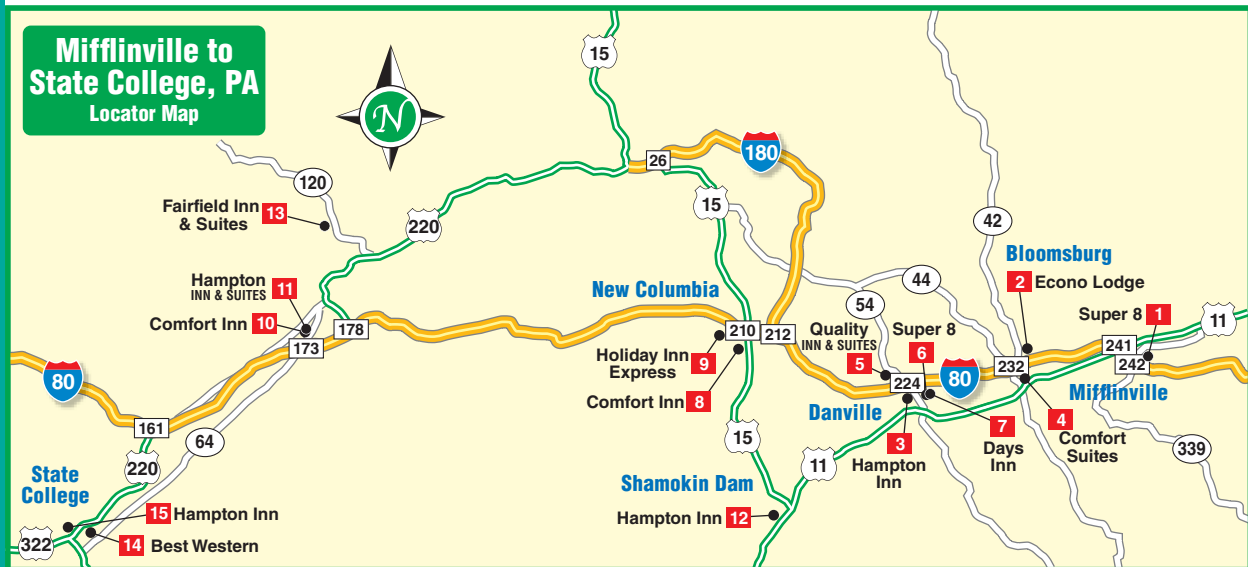 Mifflinville to
State College, PA
Locator Map
N
15
26
180
120
Fairfield Inn
& Suites
13
220
15
42
Bloomsburg
2 Econo Lodge
44
54
Super 8 1
11
Hampton
INN & SUITES
11
Comfort Inn 10
178
173
New Columbia
210
212
Holiday Inn
Express
9
Comfort Inn 8
Quality
INN & SUITES
5
Super 8
6
224
80
232
241
242
Mifflinville
Danville
3
Hampton
Inn
7
Days
Inn
4
Comfort
Suites
339
80
161
64
220
State
College
15 Hampton Inn
14 Best Western
322
15
11
Shamokin Dam
Hampton Inn 12